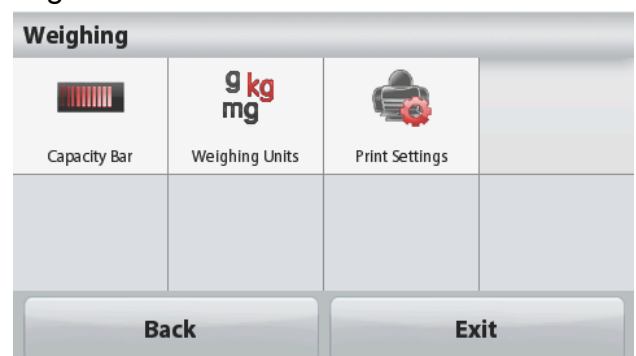 Weighing
g kg
mg
Capacity Bar
Weighing Units
Print Settings
Back
Exit